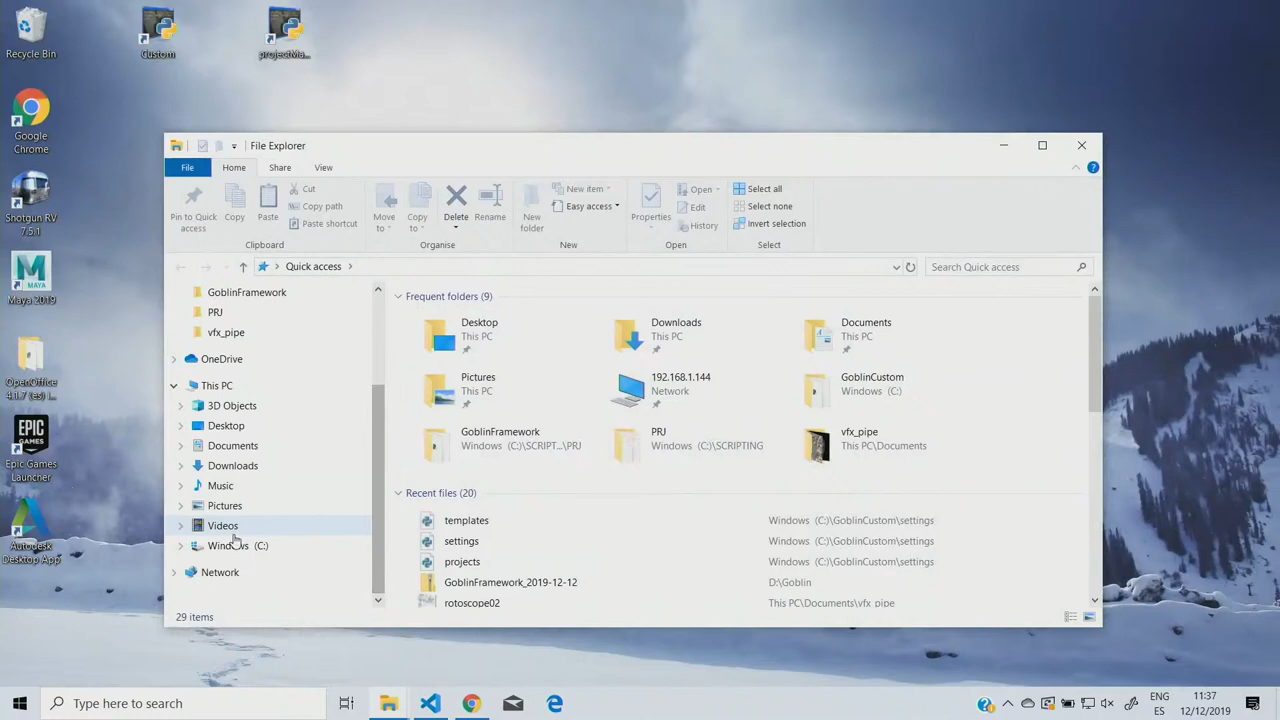 Recycle Bin
Custom
projectMa...
Google
Chrome
Shotgun RV
7.5.1
Maya 2019
OpenOffice
4.1.7 (es) i...
Epic Games
Launcher
Autodesk
Desktop App
File Explorer
File
Home
Share
View
Pin to Quick
access
Copy
Paste
Cut
Copy path
Paste shortcut
Clipboard
Move
to
Copy
to
Delete
Rename
Organise
New
folder
New item
Easy access
New
Properties
Open
Edit
History
Open
Select all
Select none
Invert selection
Select
Quick access
Search Quick access
GoblinFramework
PRJ
vfx_pipe
OneDrive
This PC
3D Objects
Desktop
Documents
Downloads
Music
Pictures
Videos
Windows (C:)
Network
29 items
Frequent folders (9)
Desktop
This PC
Downloads
This PC
Documents
This PC
Pictures
This PC
192.168.1.144
Network
GoblinCustom
Windows (C:)
GoblinFramework
Windows (C:)\SCRIPT...\PRJ
PRJ
Windows (C:)\SCRIPTING
vfx_pipe
This PC\Documents
Recent files (20)
templates Windows (C:)\GoblinCustom\settings
settings Windows (C:)\GoblinCustom\settings
projects Windows (C:)\GoblinCustom\settings
GoblinFramework_2019-12-12 D:\Goblin
rotoscope02 This PC\Documents\vfx_pipe
Type here to search
EPIC
GAMES
ENG
ES
11:37
12/12/2019